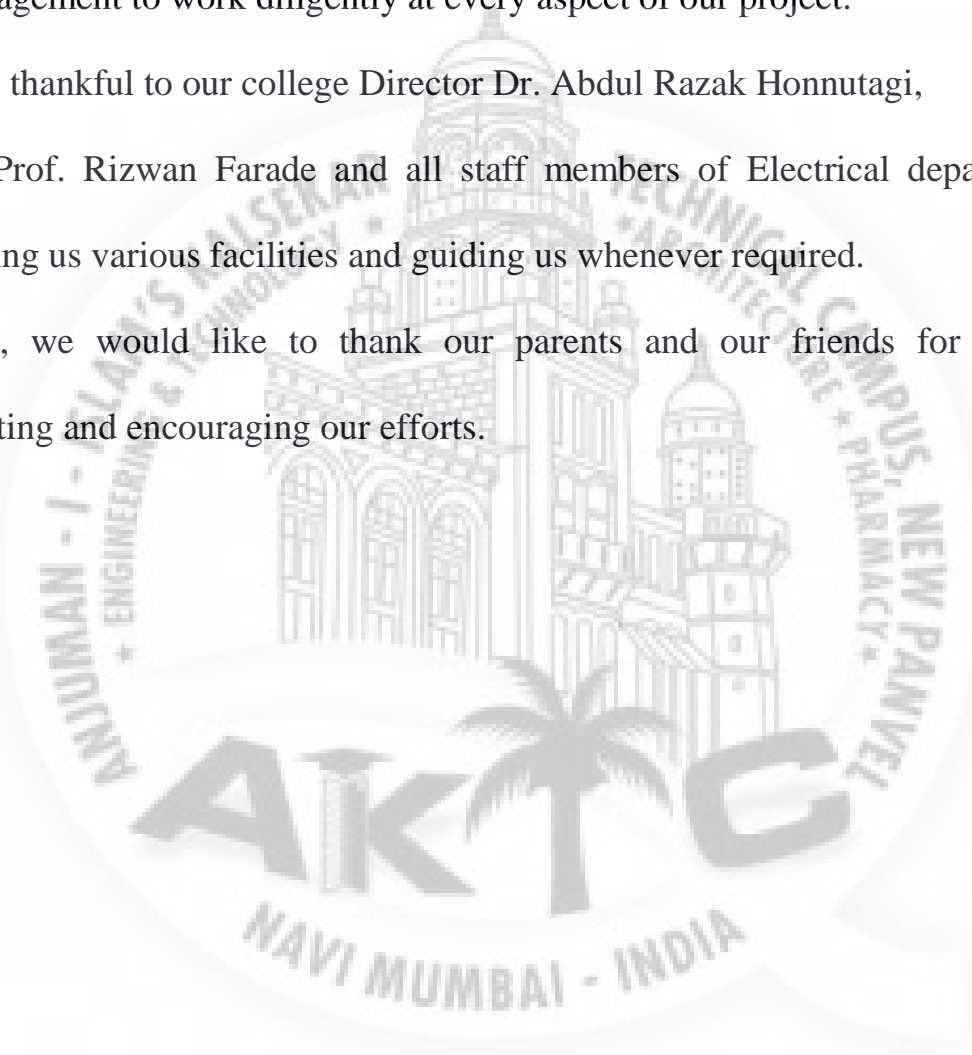 agement to work diligently at every aspect of our project.
thankful to our college Director Dr. Abdul Razak Honnutagi,
Prof. Rizwan Farade and all staff members of Electrical depa
ing us various facilities and guiding us whenever required.
, we would like to thank our parents and our friends for
ting and encouraging our efforts.
ANJUMAN - I - ISLAM'S KALSEKAR TECHNICAL CAMPUS, NEW PANVEL
* ENGINEERING & TECHNOLOGY * ARCHITECTURE * PHARMACY *
AKTC
NAVI MUMBAI - INDIA